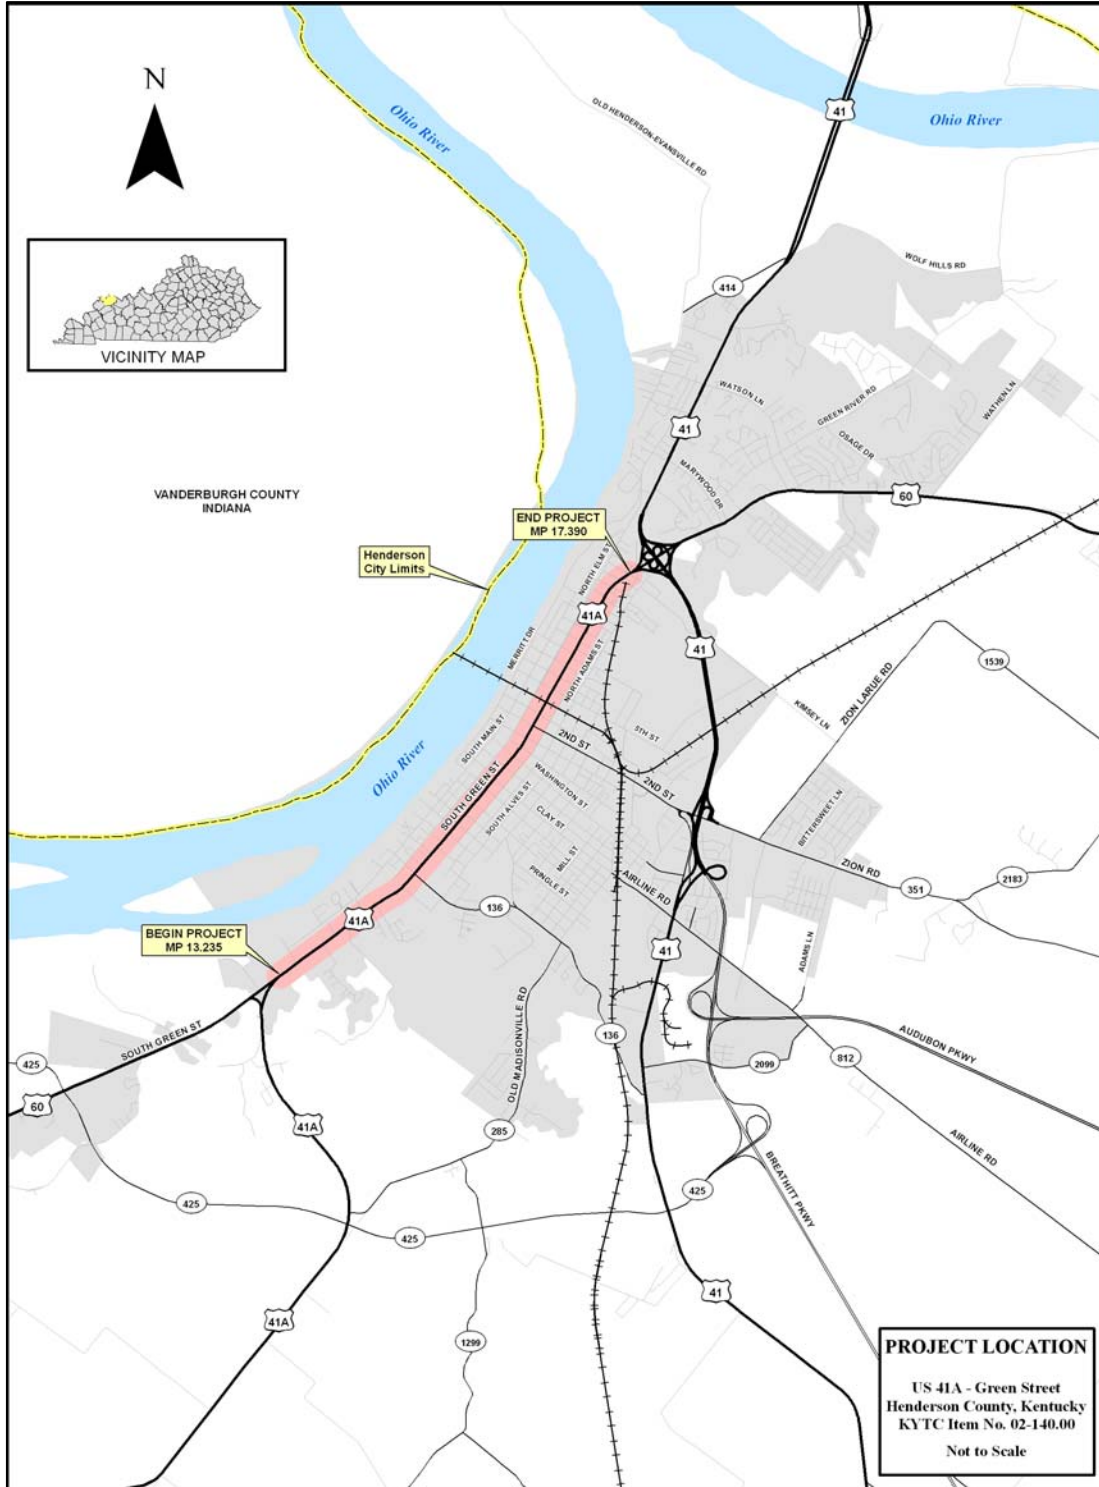 N
Ohio River
41
Ohio River
OLD HENDERSON-EVANSVILLE RD
VICINITY MAP
WOLF HILLS RD
414
WATSON LN
GREEN RIVER RD
WATHEN LN
41
OSAGE DR
MARYWOOD DR
60
VANDERBURGH COUNTY
INDIANA
END PROJECT
MP 17.390
Henderson
City Limits
NORTH ELM ST
41A
MERRITT DR
NORTH ADAMS ST
41
ZION LARUE RD
1539
KIMSEY LN
5TH ST
2ND ST
SOUTH MAIN ST
Ohio River
SOUTH GREEN ST
WASHINGTON ST
SOUTH ALVES ST
CLAY ST
2ND ST
BITTERSWEET LN
MILL ST
PRINGLE ST
ZION RD
AIRLINE RD
351
2183
136
41A
BEGIN PROJECT
MP 13.235
41
ADAMS LN
SOUTH GREEN ST
OLD MADISONVILLE RD
136
AUDUBON PKWY
425
2099
812
60
41A
285
AIRLINE RD
BREATHITT PKWY
425
425
425
41A
41
1299
PROJECT LOCATION
US 41A - Green Street
Henderson County, Kentucky
KYTC Item No. 02-140.00
Not to Scale